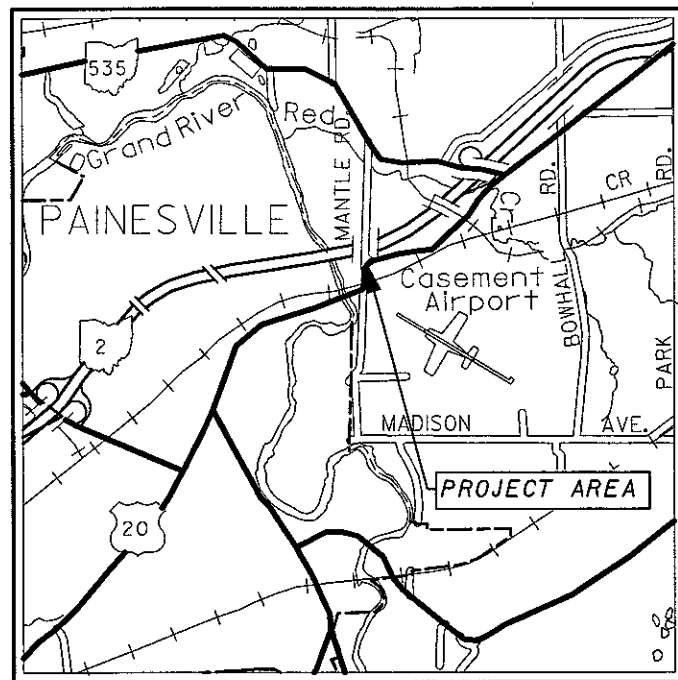 535
Grand River
Red
MANTLE RD.
PAINESVILLE
CR
RD.
RD.
Casement
Airport
BOWHALL
PARK
2
MADISON AVE.
PROJECT AREA
20